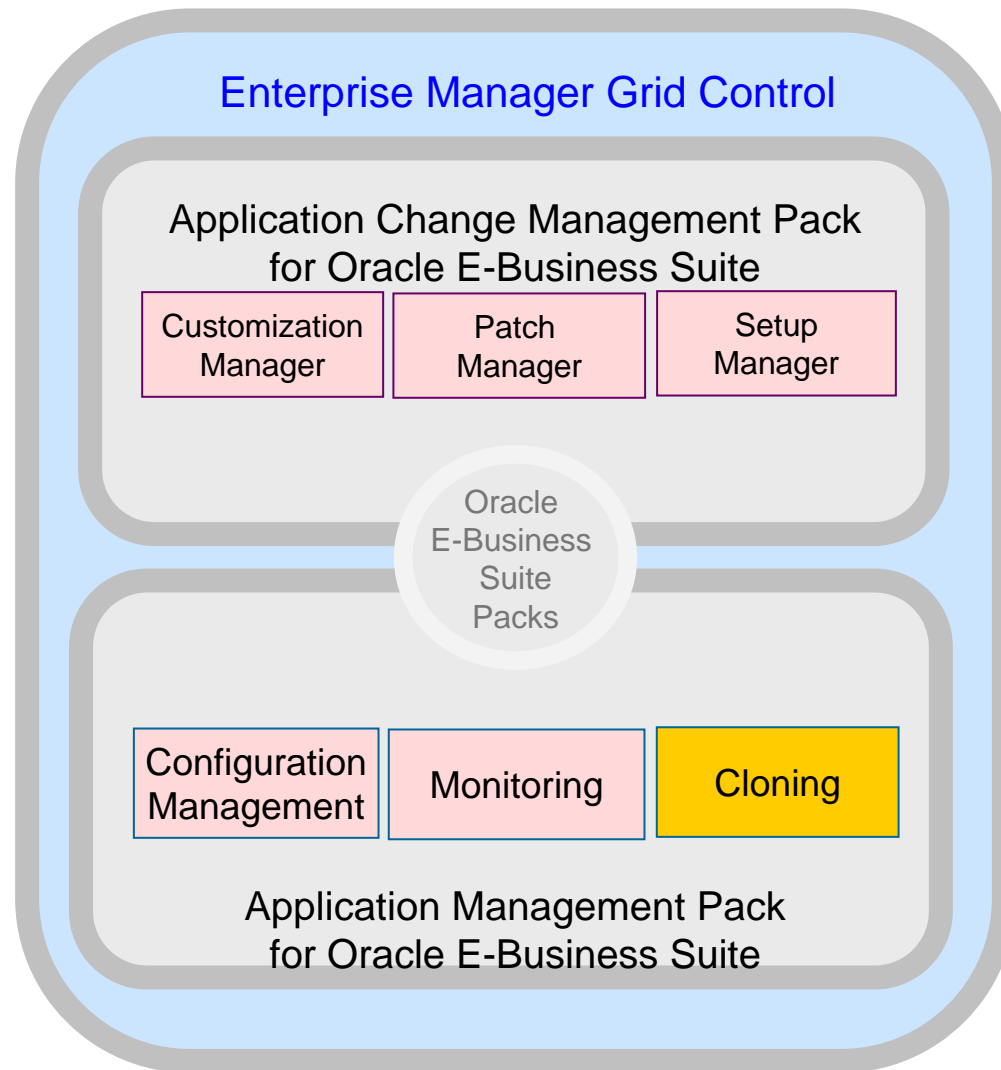 Enterprise Manager Grid Control
Application Change Management Pack
for Oracle E-Business Suite
Customization
Manager
Patch
Manager
Setup
Manager
Oracle
E-Business
Suite
Packs
Configuration
Management
Monitoring
Cloning
Application Management Pack
for Oracle E-Business Suite